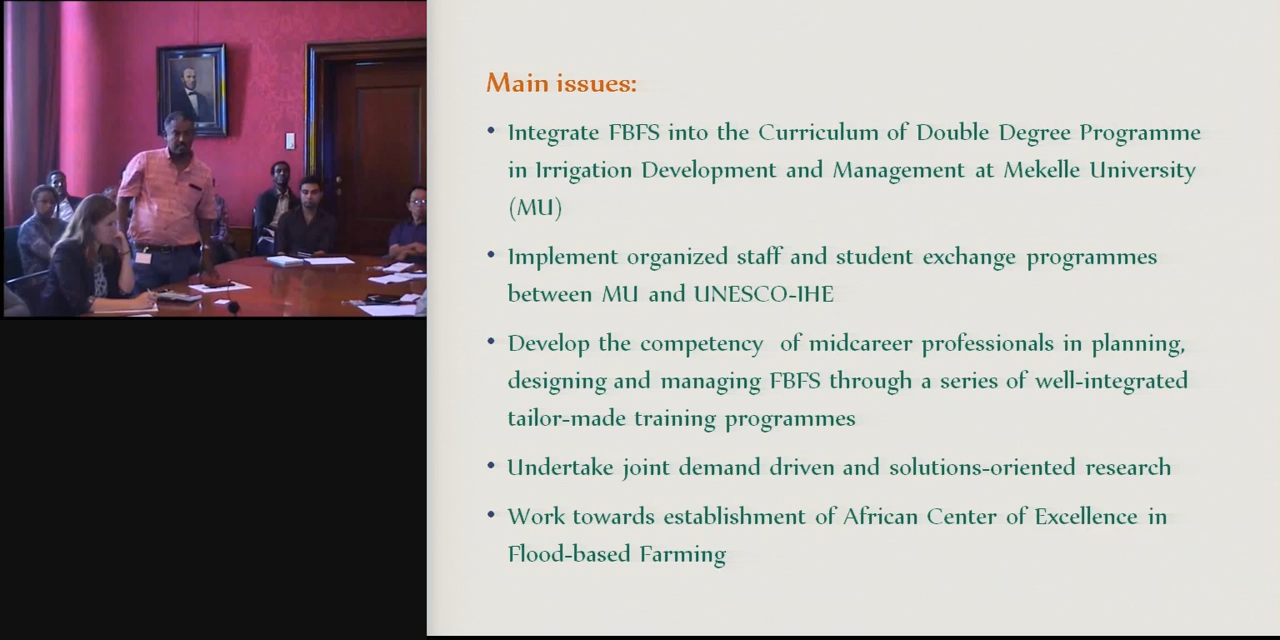 Main issues:
• Integrate FBFS into the Curriculum of Double Degree Programme
in Irrigation Development and Management at Mekelle University
(MU)
• Implement organized staff and student exchange programmes
between MU and UNESCO-IHE
• Develop the competency of midcareer professionals in planning,
designing and managing FBFS through a series of well-integrated
tailor-made training programmes
• Undertake joint demand driven and solutions-oriented research
• Work towards establishment of African Center of Excellence in
Flood-based Farming